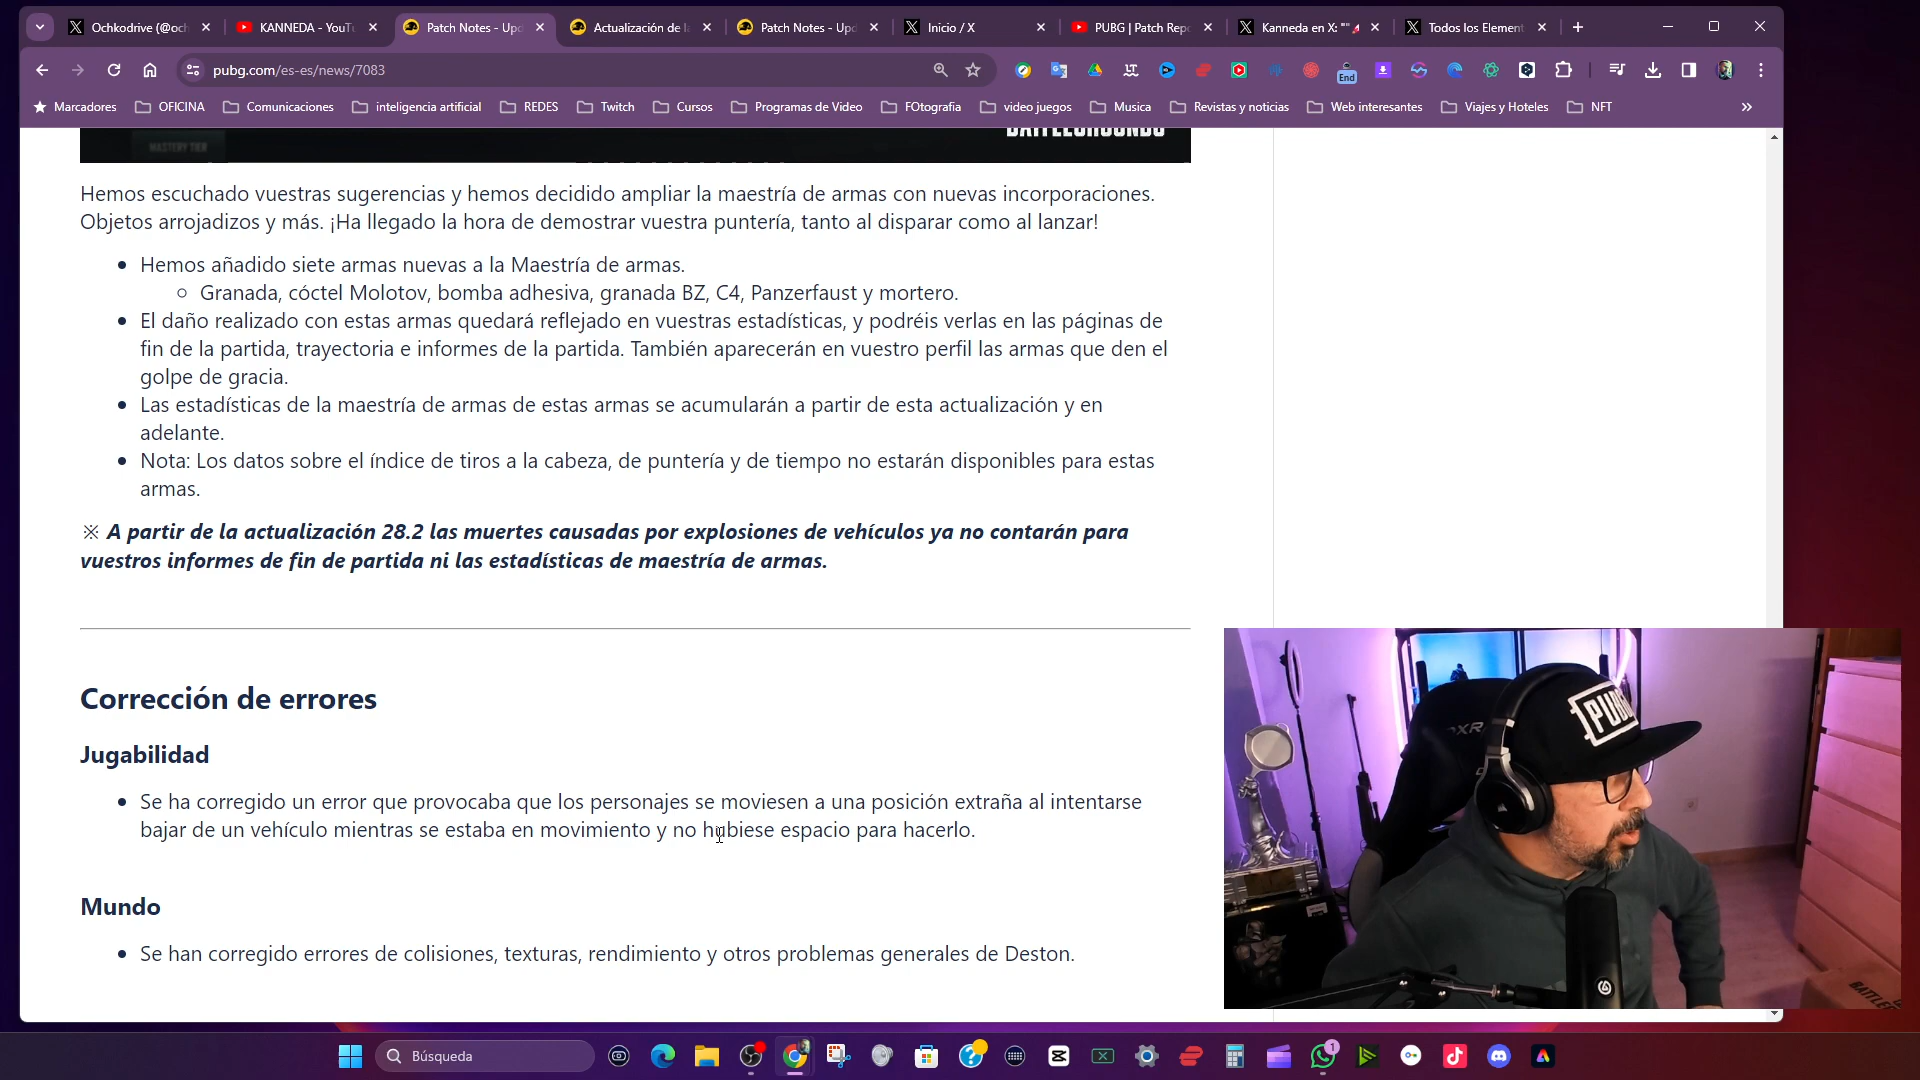 Ochkodrive (@och
KANNEDA - YouTu
Patch Notes - Upd
Actualización de l
Patch Notes - Upd
Inicio / X
PUBG | Patch Repo
Kanneda en X: "
Todos los Element
pubg.com/es-es/news/7083
End
Marcadores
OFICINA
Comunicaciones
inteligencia artificial
REDES
Twitch
Cursos
Programas de Video
FOtografia
video juegos
Musica
Revistas y noticias
Web interesantes
Viajes y Hoteles
NFT
MASTERY TIER
BATTLEGROUNDS
Hemos escuchado vuestras sugerencias y hemos decidido ampliar la maestría de armas con nuevas incorporaciones.
Objetos arrojadizos y más. ¡Ha llegado la hora de demostrar vuestra puntería, tanto al disparar como al lanzar!
• Hemos añadido siete armas nuevas a la Maestría de armas.
○ Granada, cóctel Molotov, bomba adhesiva, granada BZ, C4, Panzerfaust y mortero.
• El daño realizado con estas armas quedará reflejado en vuestras estadísticas, y podréis verlas en las páginas de
fin de la partida, trayectoria e informes de la partida. También aparecerán en vuestro perfil las armas que den el
golpe de gracia.
• Las estadísticas de la maestría de armas de estas armas se acumularán a partir de esta actualización y en
adelante.
• Nota: Los datos sobre el índice de tiros a la cabeza, de puntería y de tiempo no estarán disponibles para estas
armas.
※ A partir de la actualización 28.2 las muertes causadas por explosiones de vehículos ya no contarán para
vuestros informes de fin de partida ni las estadísticas de maestría de armas.
Corrección de errores
Jugabilidad
• Se ha corregido un error que provocaba que los personajes se moviesen a una posición extraña al intentarse
bajar de un vehículo mientras se estaba en movimiento y no hubiese espacio para hacerlo.
Mundo
• Se han corregido errores de colisiones, texturas, rendimiento y otros problemas generales de Deston.
PUBG
DXR
Búsqueda
1